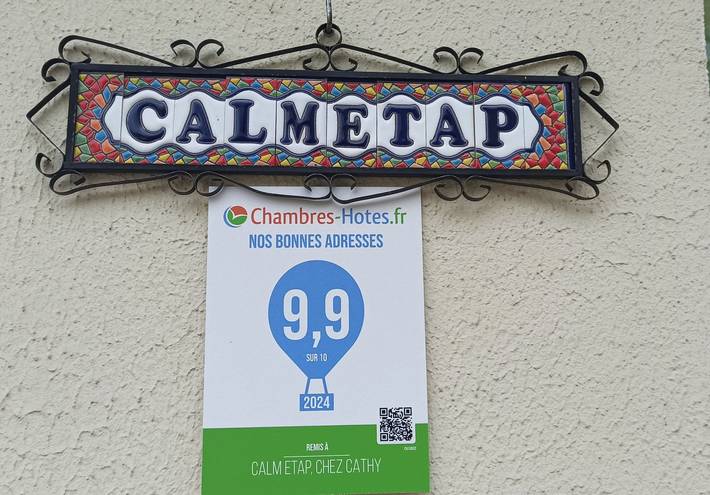 CALMETAP
Chambres-Hotes.fr
NOS BONNES ADRESSES
9,9
SUR 10
2024
REMIS À
CALM ETAP, CHEZ CATHY